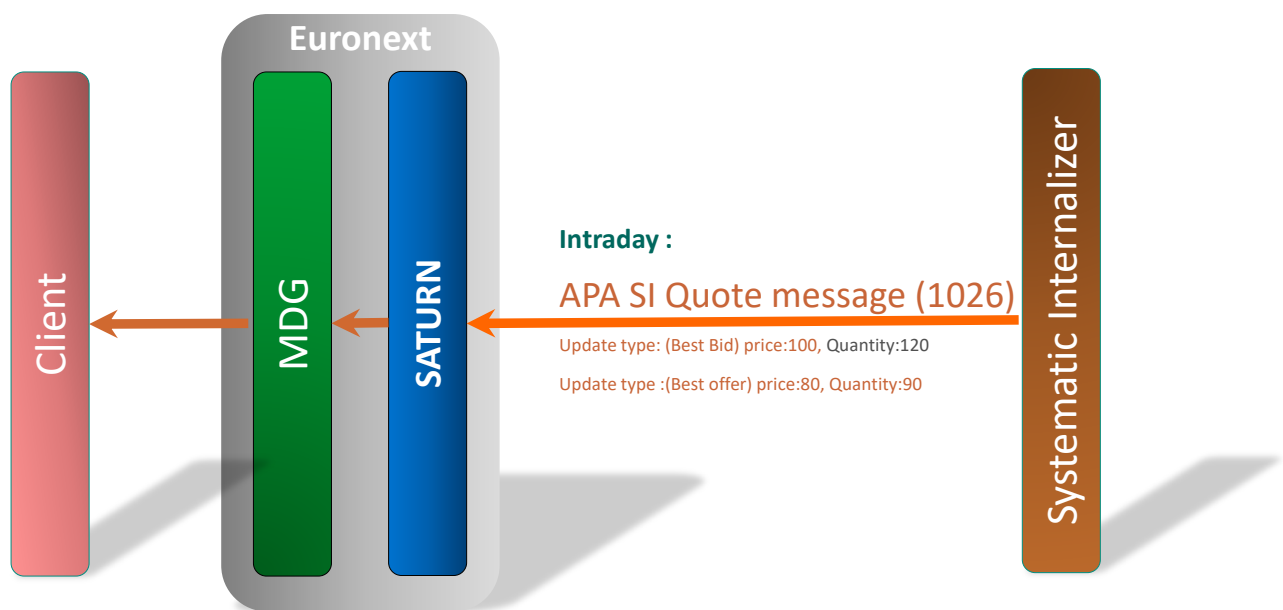 Euronext
Client
MDG
SATURN
Intraday :
APA SI Quote message (1026)
Update type: (Best Bid) price:100, Quantity:120
Update type :(Best offer) price:80, Quantity:90
Systematic Internalizer